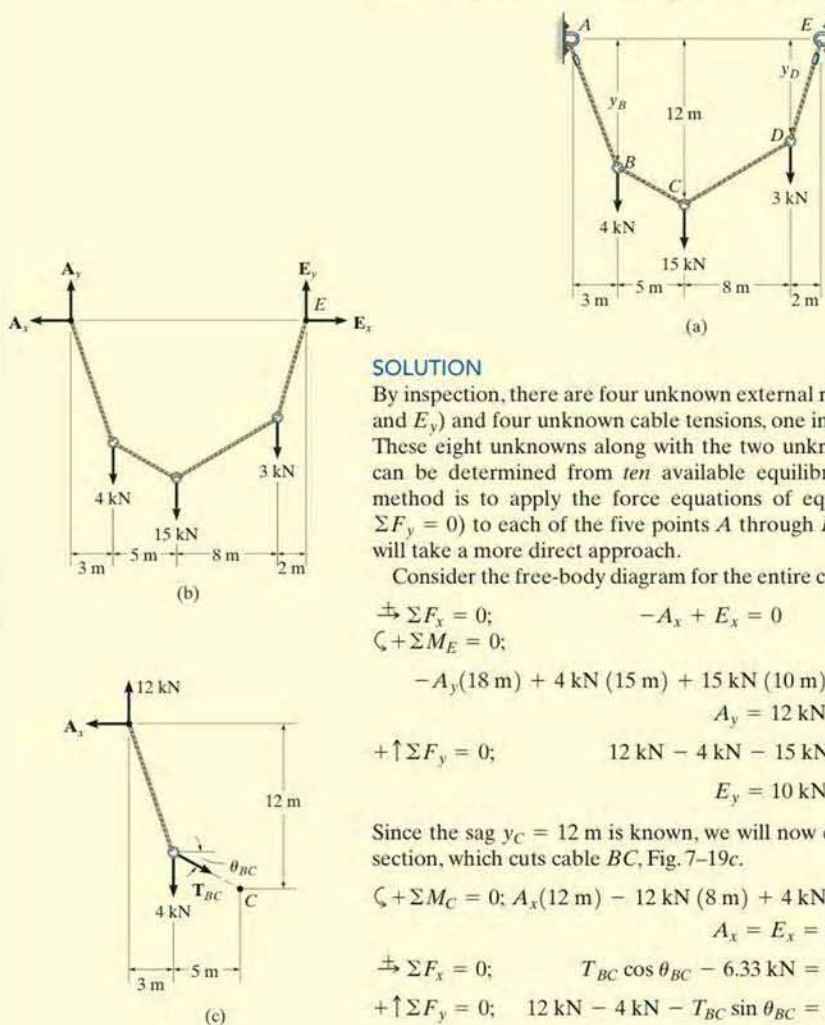 A
E
y_B
y_D
12 m
B
D
C
4 kN
3 kN
15 kN
3 m
5 m
8 m
2 m
(a)
A_y
E_y
A_x
E
E_x
4 kN
3 kN
15 kN
3 m
5 m
8 m
2 m
(b)
12 kN
A_x
12 m
θ_BC
T_BC
4 kN
C
3 m
5 m
(c)
SOLUTION
By inspection, there are four unknown external
and E_y) and four unknown cable tensions, one in
These eight unknowns along with the two
can be determined from ten available
method is to apply the force equations of
ΣF_y = 0) to each of the five points A through
will take a more direct approach.
Consider the free-body diagram for the entire
→+ ΣF_x = 0; −A_x + E_x = 0
↺+ΣM_E = 0;
−A_y(18 m) + 4 kN (15 m) + 15 kN (10 m)
A_y = 12 kN
+↑ΣF_y = 0; 12 kN − 4 kN − 15 kN
E_y = 10 kN
Since the sag y_C = 12 m is known, we will now
section, which cuts cable BC, Fig. 7–19c.
↺+ΣM_C = 0; A_x(12 m) − 12 kN (8 m) + 4 kN
A_x = E_x =
→+ ΣF_x = 0; T_BC cos θ_BC − 6.33 kN =
+↑ΣF_y = 0; 12 kN − 4 kN − T_BC sin θ_BC =